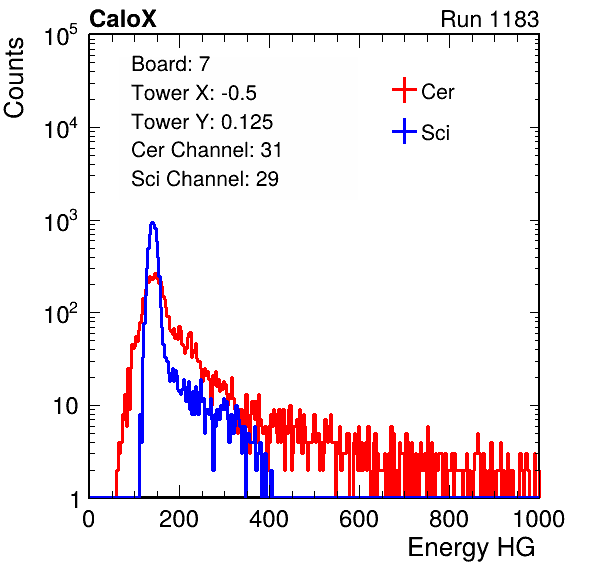 CaloX Run 1183
Counts
10^5
10^4
10^3
10^2
10
1
Board: 7
Tower X: -0.5
Tower Y: 0.125
Cer Channel: 31
Sci Channel: 29
Cer
Sci
0 200 400 600 800 1000
Energy HG